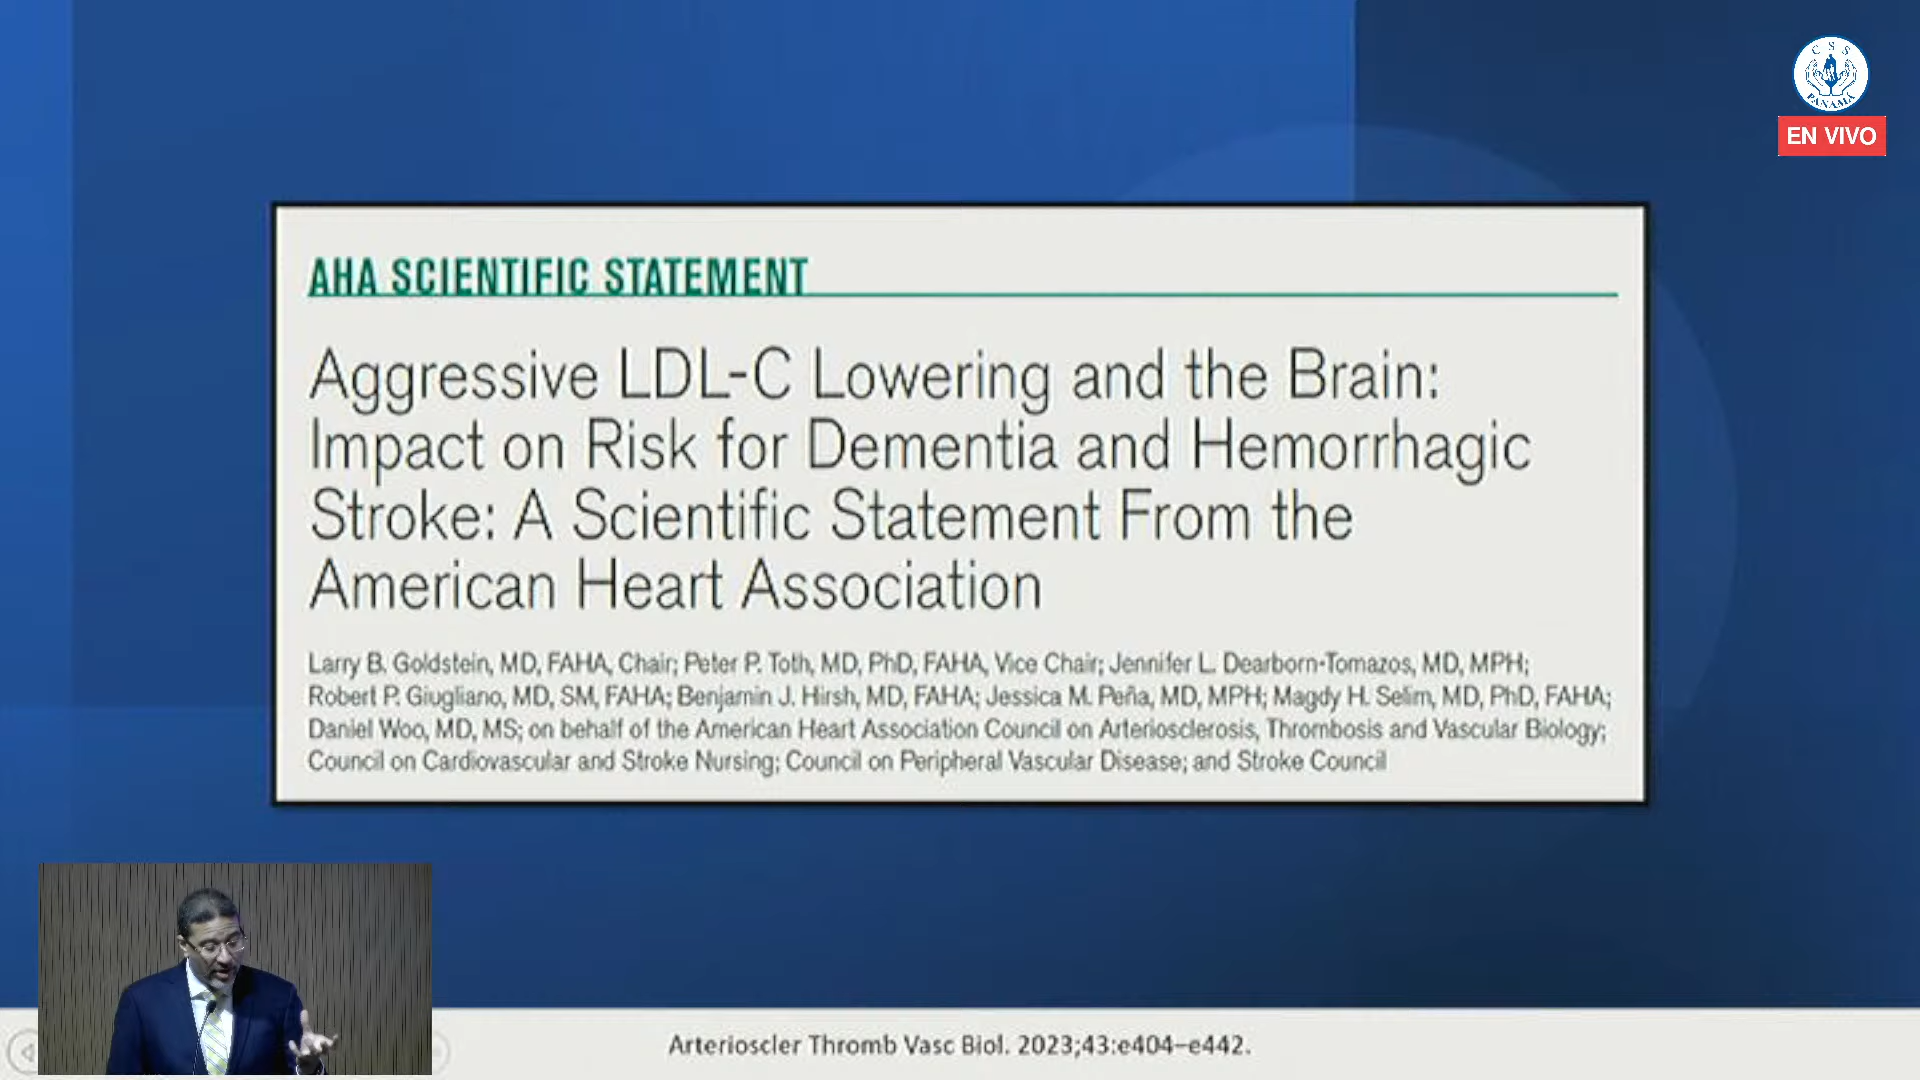 CSS
PANAMÁ
EN VIVO
AHA SCIENTIFIC STATEMENT
Aggressive LDL-C Lowering and the Brain:
Impact on Risk for Dementia and Hemorrhagic
Stroke: A Scientific Statement From the
American Heart Association
Larry B. Goldstein, MD, FAHA, Chair; Peter P. Toth, MD, PhD, FAHA, Vice Chair; Jennifer L. Dearborn-Tomazos, MD, MPH;
Robert P. Giugliano, MD, SM, FAHA; Benjamin J. Hirsh, MD, FAHA; Jessica M. Peña, MD, MPH; Magdy H. Selim, MD, PhD, FAHA;
Daniel Woo, MD, MS; on behalf of the American Heart Association Council on Arteriosclerosis, Thrombosis and Vascular Biology;
Council on Cardiovascular and Stroke Nursing; Council on Peripheral Vascular Disease; and Stroke Council
Arterioscler Thromb Vasc Biol. 2023;43:e404–e442.